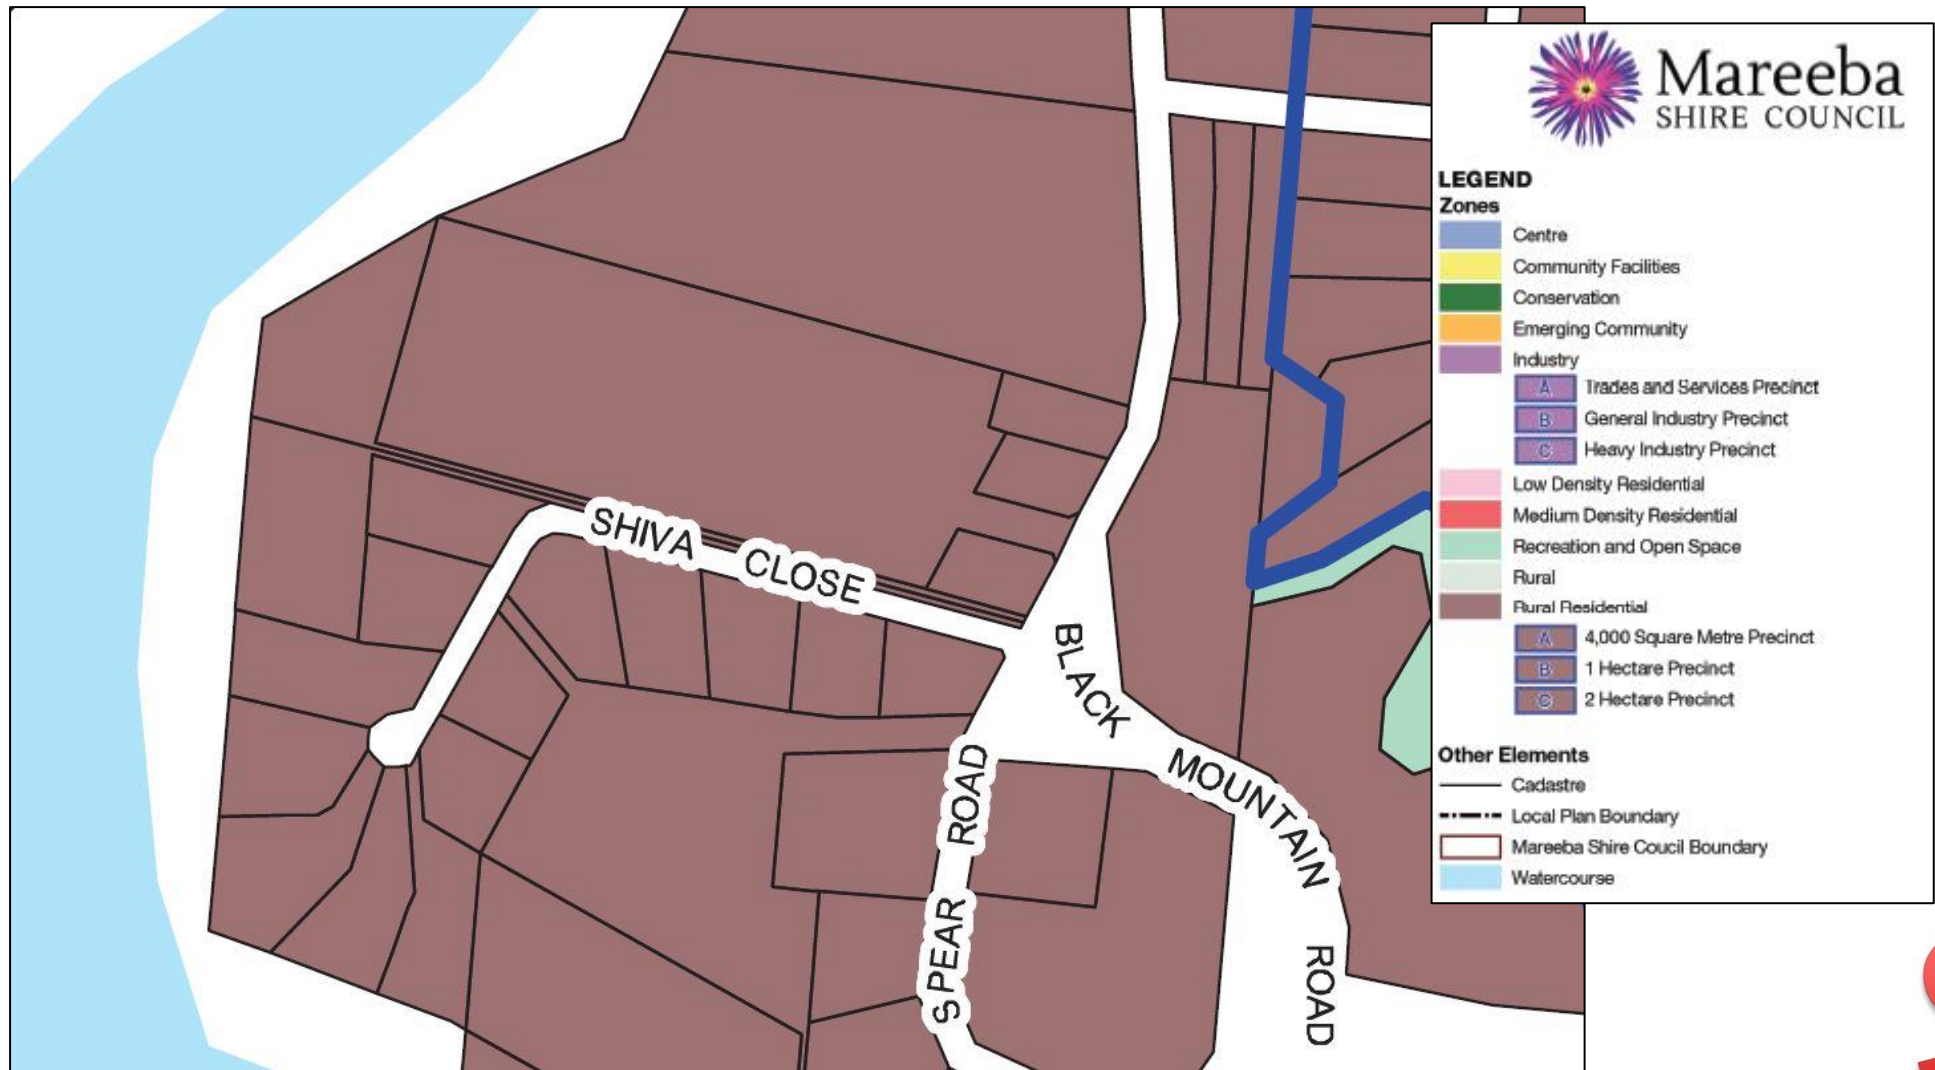 SHIVA CLOSE
BLACK MOUNTAIN ROAD
SPEAR ROAD
Mareeba
SHIRE COUNCIL
LEGEND
Zones
Centre
Community Facilities
Conservation
Emerging Community
Industry
A Trades and Services Precinct
B General Industry Precinct
C Heavy Industry Precinct
Low Density Residential
Medium Density Residential
Recreation and Open Space
Rural
Rural Residential
A 4,000 Square Metre Precinct
B 1 Hectare Precinct
C 2 Hectare Precinct
Other Elements
Cadastre
Local Plan Boundary
Mareeba Shire Coucil Boundary
Watercourse